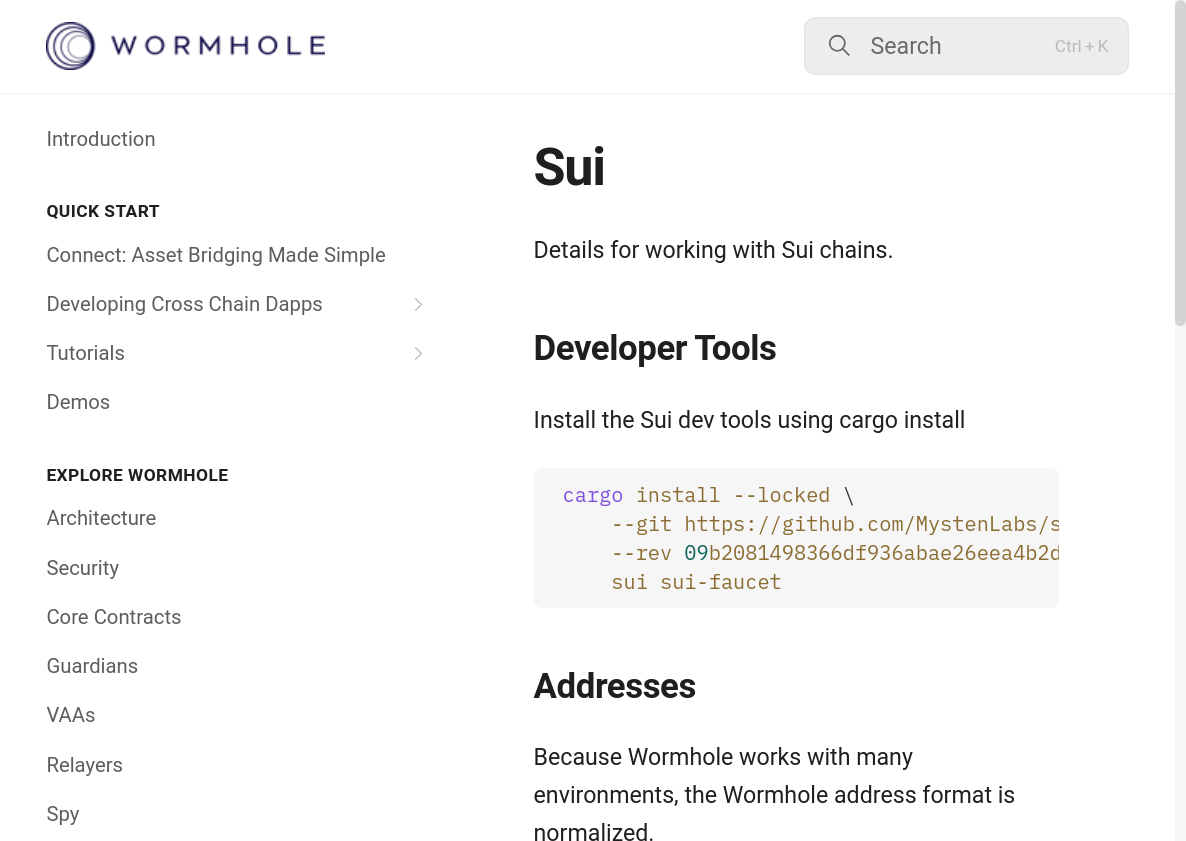 WORMHOLE
Search Ctrl + K
Introduction
QUICK START
Connect: Asset Bridging Made Simple
Developing Cross Chain Dapps
Tutorials
Demos
EXPLORE WORMHOLE
Architecture
Security
Core Contracts
Guardians
VAAs
Relayers
Spy
Sui
Details for working with Sui chains.
Developer Tools
Install the Sui dev tools using cargo install
cargo install --locked \
--git https://github.com/MystenLabs/s
--rev 09b2081498366df936abae26eea4b2d
sui sui-faucet
Addresses
Because Wormhole works with many
environments, the Wormhole address format is
normalized.